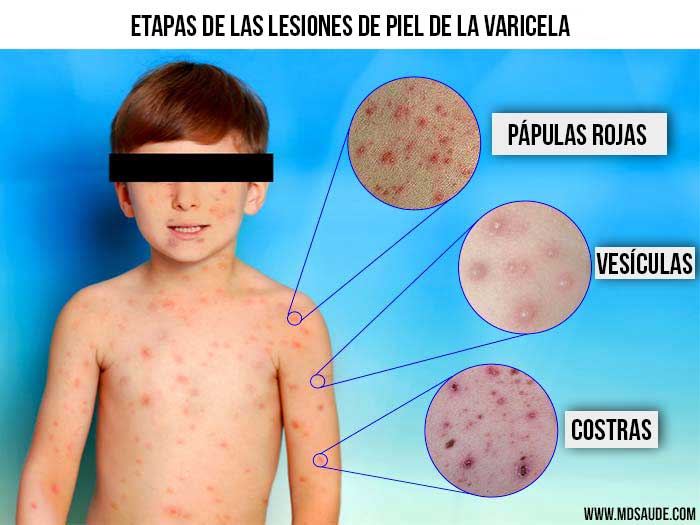 ETAPAS DE LAS LESIONES DE PIEL DE LA VARICELA
PÁPULAS ROJAS
VESÍCULAS
COSTRAS
WWW.MDSAUDE.COM